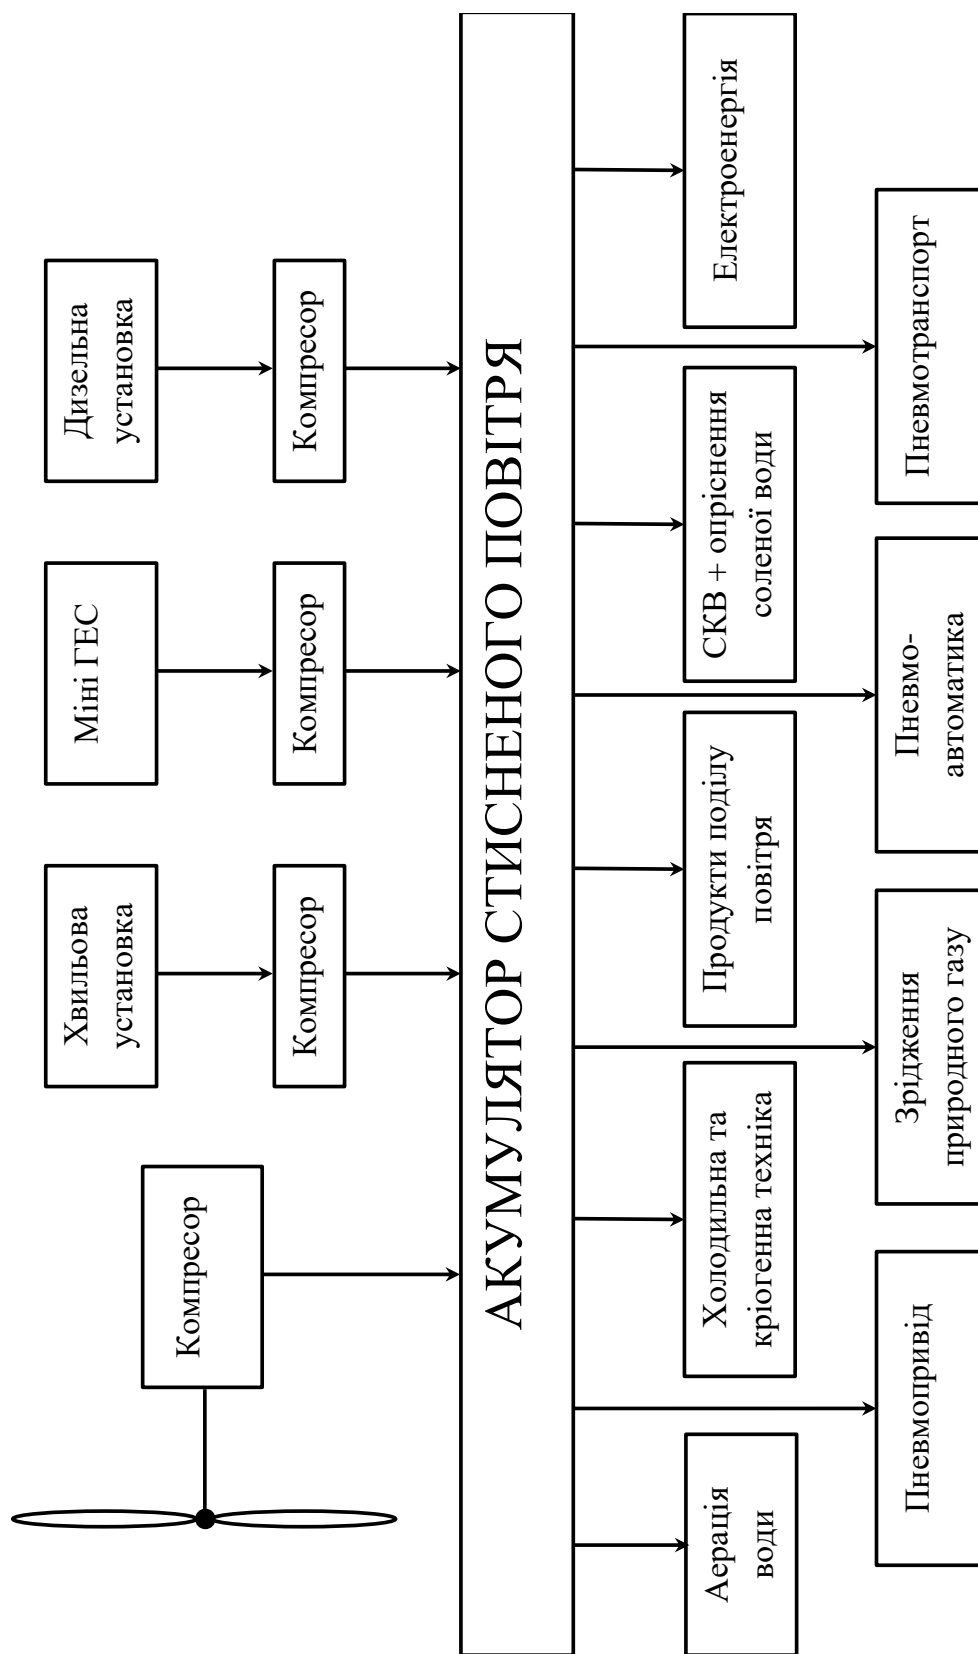 Хвильова
установка
Міні ГЕС
Дизельна
установка
Компресор
Компресор
Компресор
Компресор
АКУМУЛЯТОР СТИСНЕНОГО ПОВІТРЯ
Аерація
води
Холодильна та
кріогенна техніка
Продукти поділу
повітря
СКВ + опріснення
соленої води
Електроенергія
Пневмопривід
Зрідження
природного газу
Пневмо-
автоматика
Пневмотранспорт